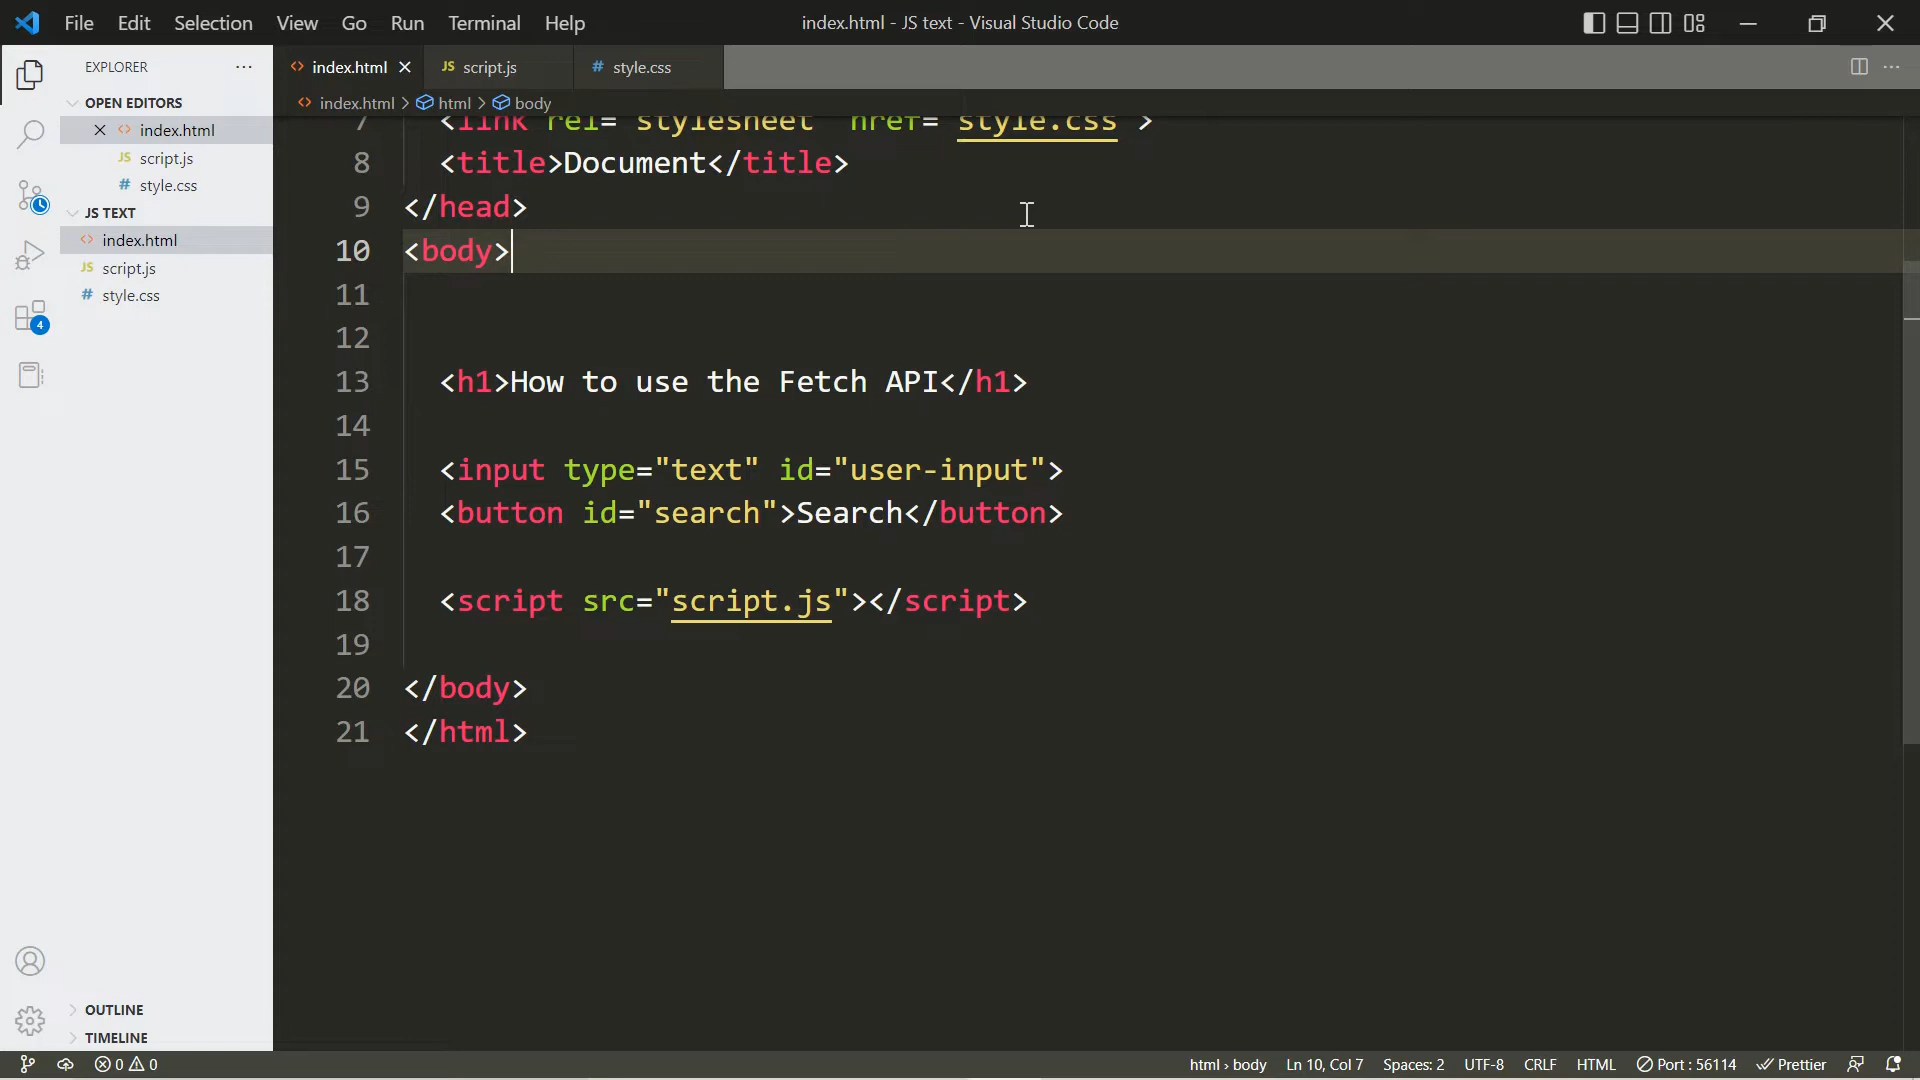 File Edit Selection View Go Run Terminal Help
index.html - JS text - Visual Studio Code
EXPLORER
OPEN EDITORS
index.html
JS script.js
# style.css
JS TEXT
index.html
JS script.js
# style.css
4
OUTLINE
TIMELINE
index.html
JS script.js
# style.css
index.html > html > body
7 <link rel="stylesheet" href="style.css">
8 <title>Document</title>
9 </head>
10 <body>
11
12
13 <h1>How to use the Fetch API</h1>
14
15 <input type="text" id="user-input">
16 <button id="search">Search</button>
17
18 <script src="script.js"></script>
19
20 </body>
21 </html>
0 0
html › body Ln 10, Col 7 Spaces: 2 UTF-8 CRLF HTML Port : 56114 Prettier